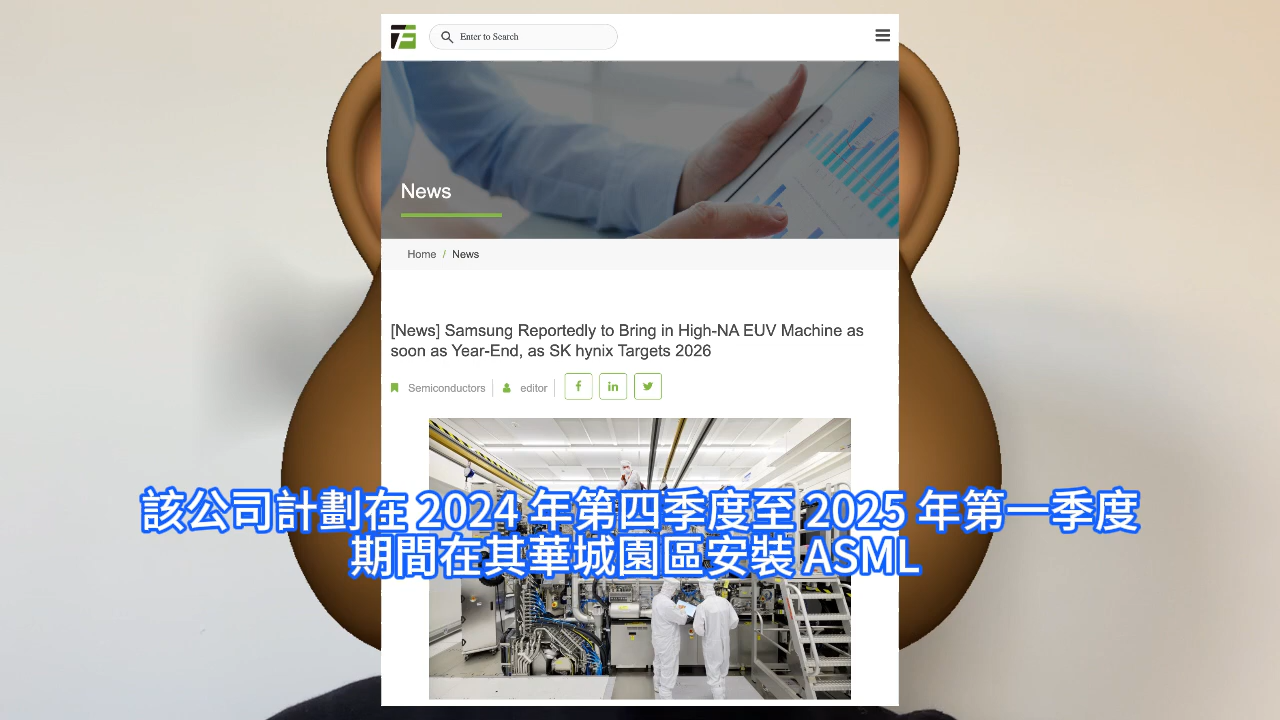 Enter to Search
News
Home / News
[News] Samsung Reportedly to Bring in High-NA EUV Machine as
soon as Year-End, as SK hynix Targets 2026
Semiconductors
editor
該公司計劃在 2024 年第四季度至 2025 年第一季度
期間在其華城園區安裝 ASML